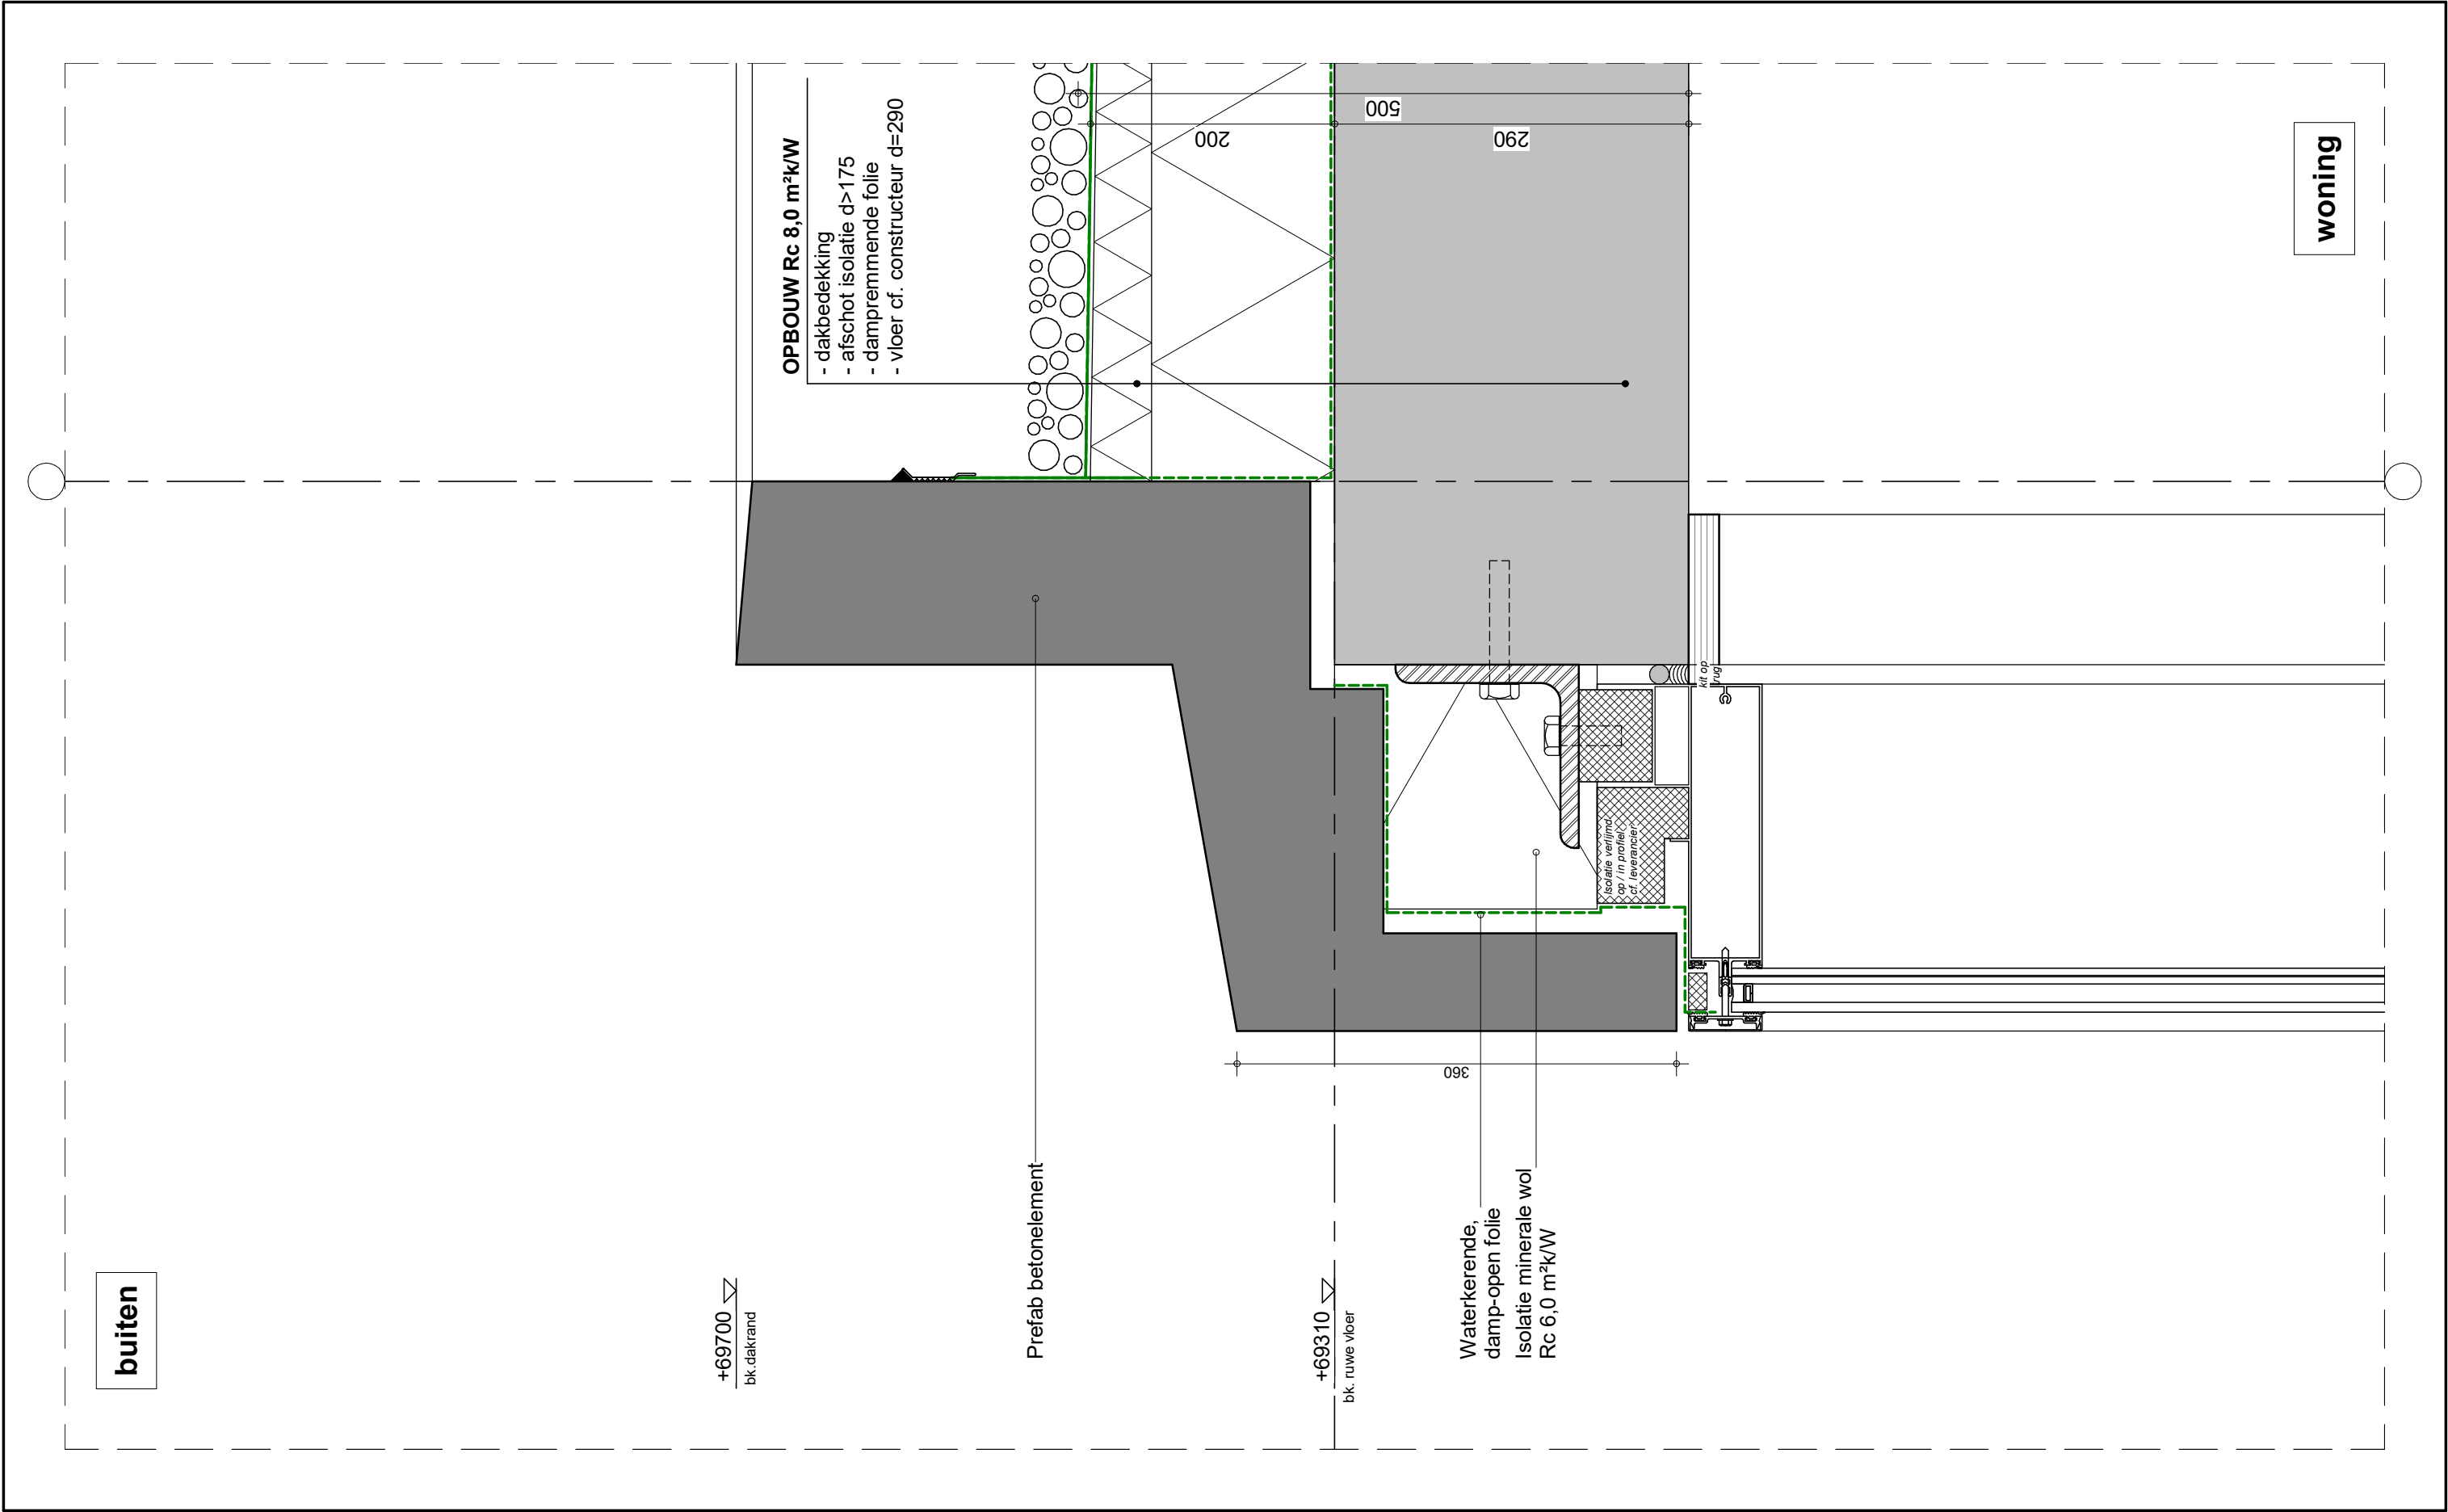 buiten
+69700
bk.dakrand
OPBOUW Rc 8,0 m²k/W
- dakbedekking
- afschot isolatie d>175
- dampremmende folie
- vloer cf. constructeur d=290
Prefab betonelement
+69310
bk. ruwe vloer
200
500
290
360
Waterkerende,
damp-open folie
Isolatie minerale wol
Rc 6,0 m²k/W
Isolatie verlijmd
op / in profiel
cf. leverancier
kit op
rug
woning